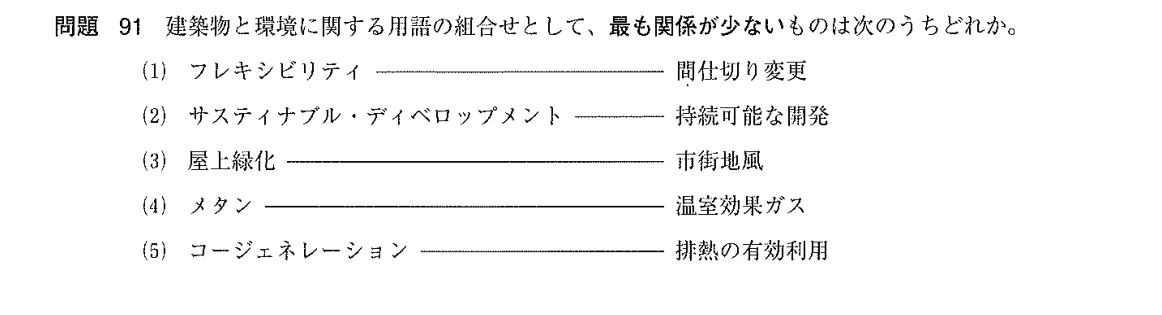 問題 91 建築物と環境に関する用語の組合せとして、最も関係が少ないものは次のうちどれか。
(1) フレキシビリティ ―――― 間仕切り変更
(2) サスティナブル・ディベロップメント ―――― 持続可能な開発
(3) 屋上緑化 ―――― 市街地風
(4) メタン ―――― 温室効果ガス
(5) コージェネレーション ―――― 排熱の有効利用